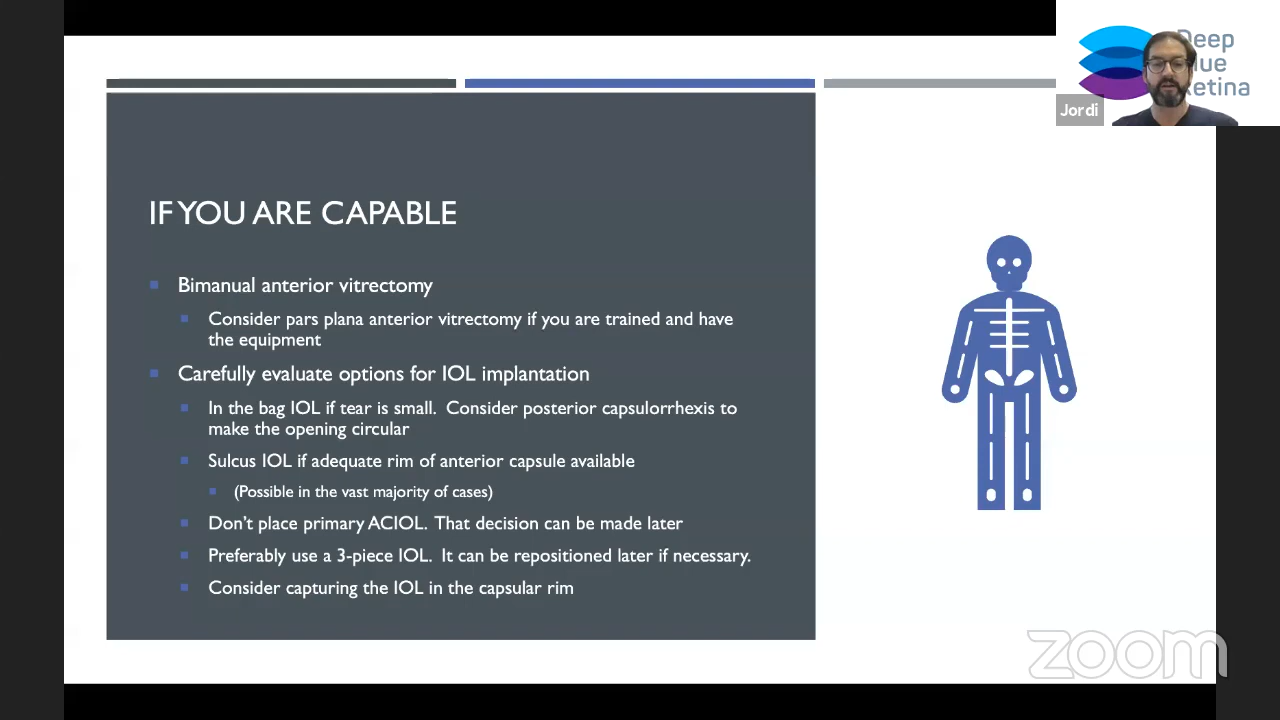 Deep
Blue
Retina
Jordi
IF YOU ARE CAPABLE
Bimanual anterior vitrectomy
Consider pars plana anterior vitrectomy if you are trained and have
the equipment
Carefully evaluate options for IOL implantation
In the bag IOL if tear is small. Consider posterior capsulorrhexis to
make the opening circular
Sulcus IOL if adequate rim of anterior capsule available
(Possible in the vast majority of cases)
Don't place primary ACIOL. That decision can be made later
Preferably use a 3-piece IOL. It can be repositioned later if necessary.
Consider capturing the IOL in the capsular rim
zoom